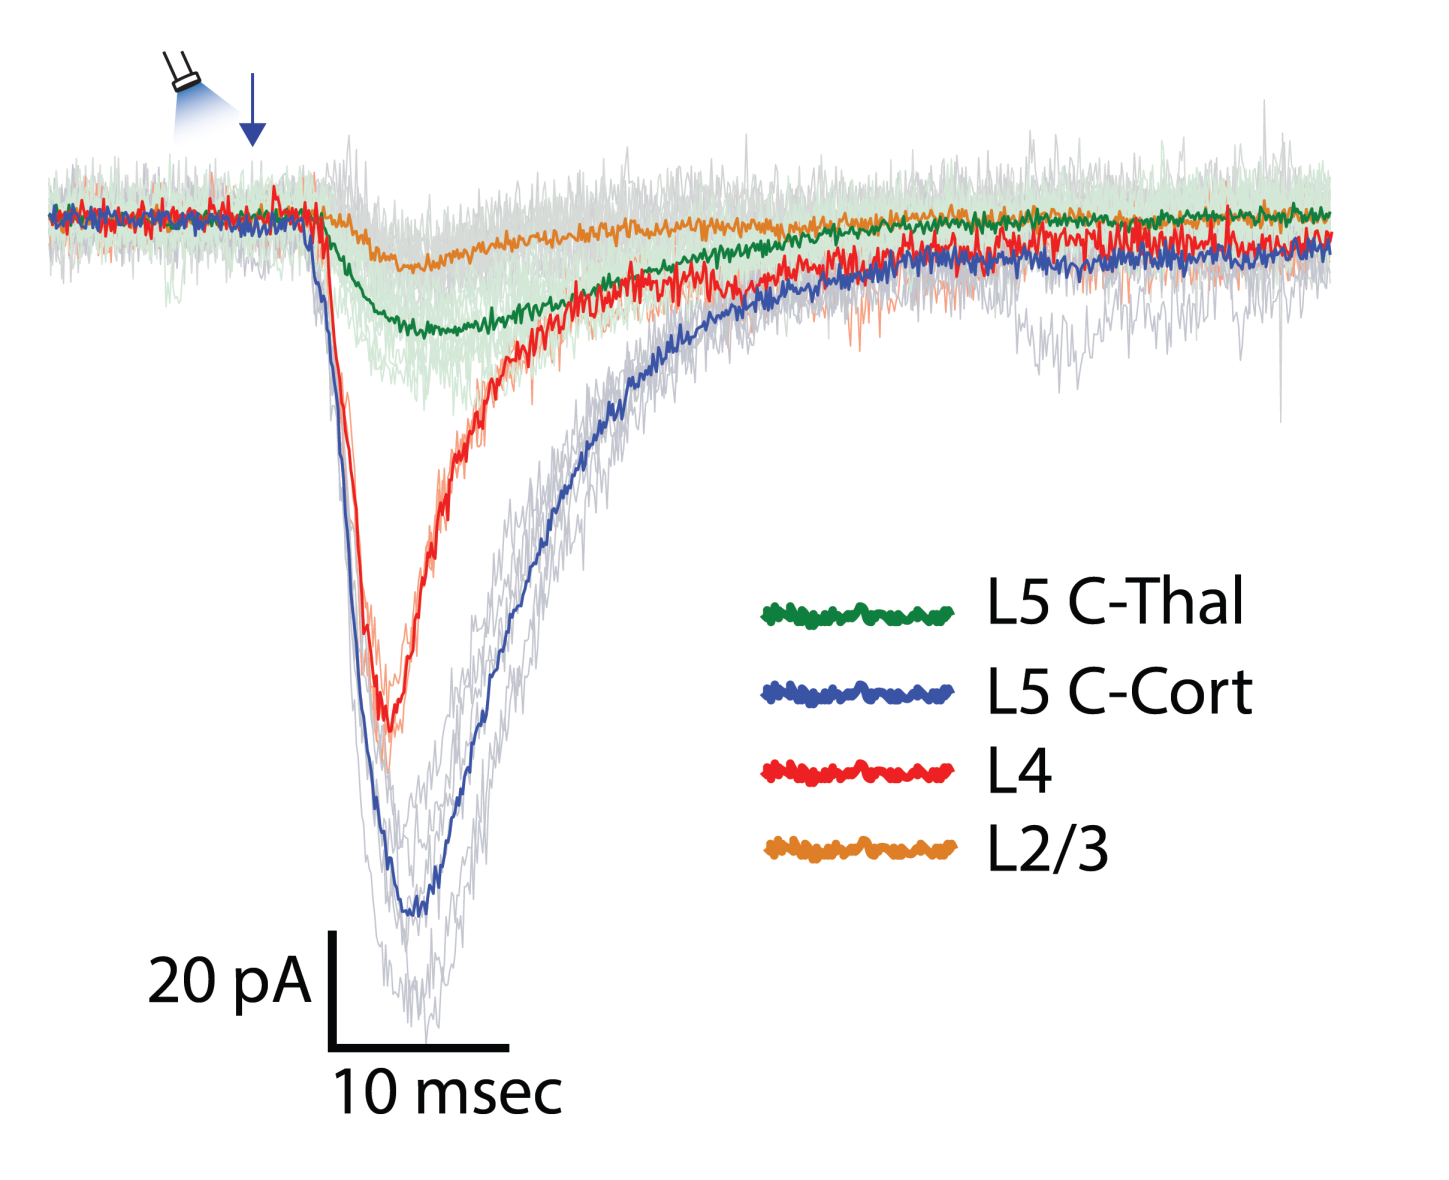 L5 C-Thal
L5 C-Cort
L4
L2/3
20 pA
10 msec